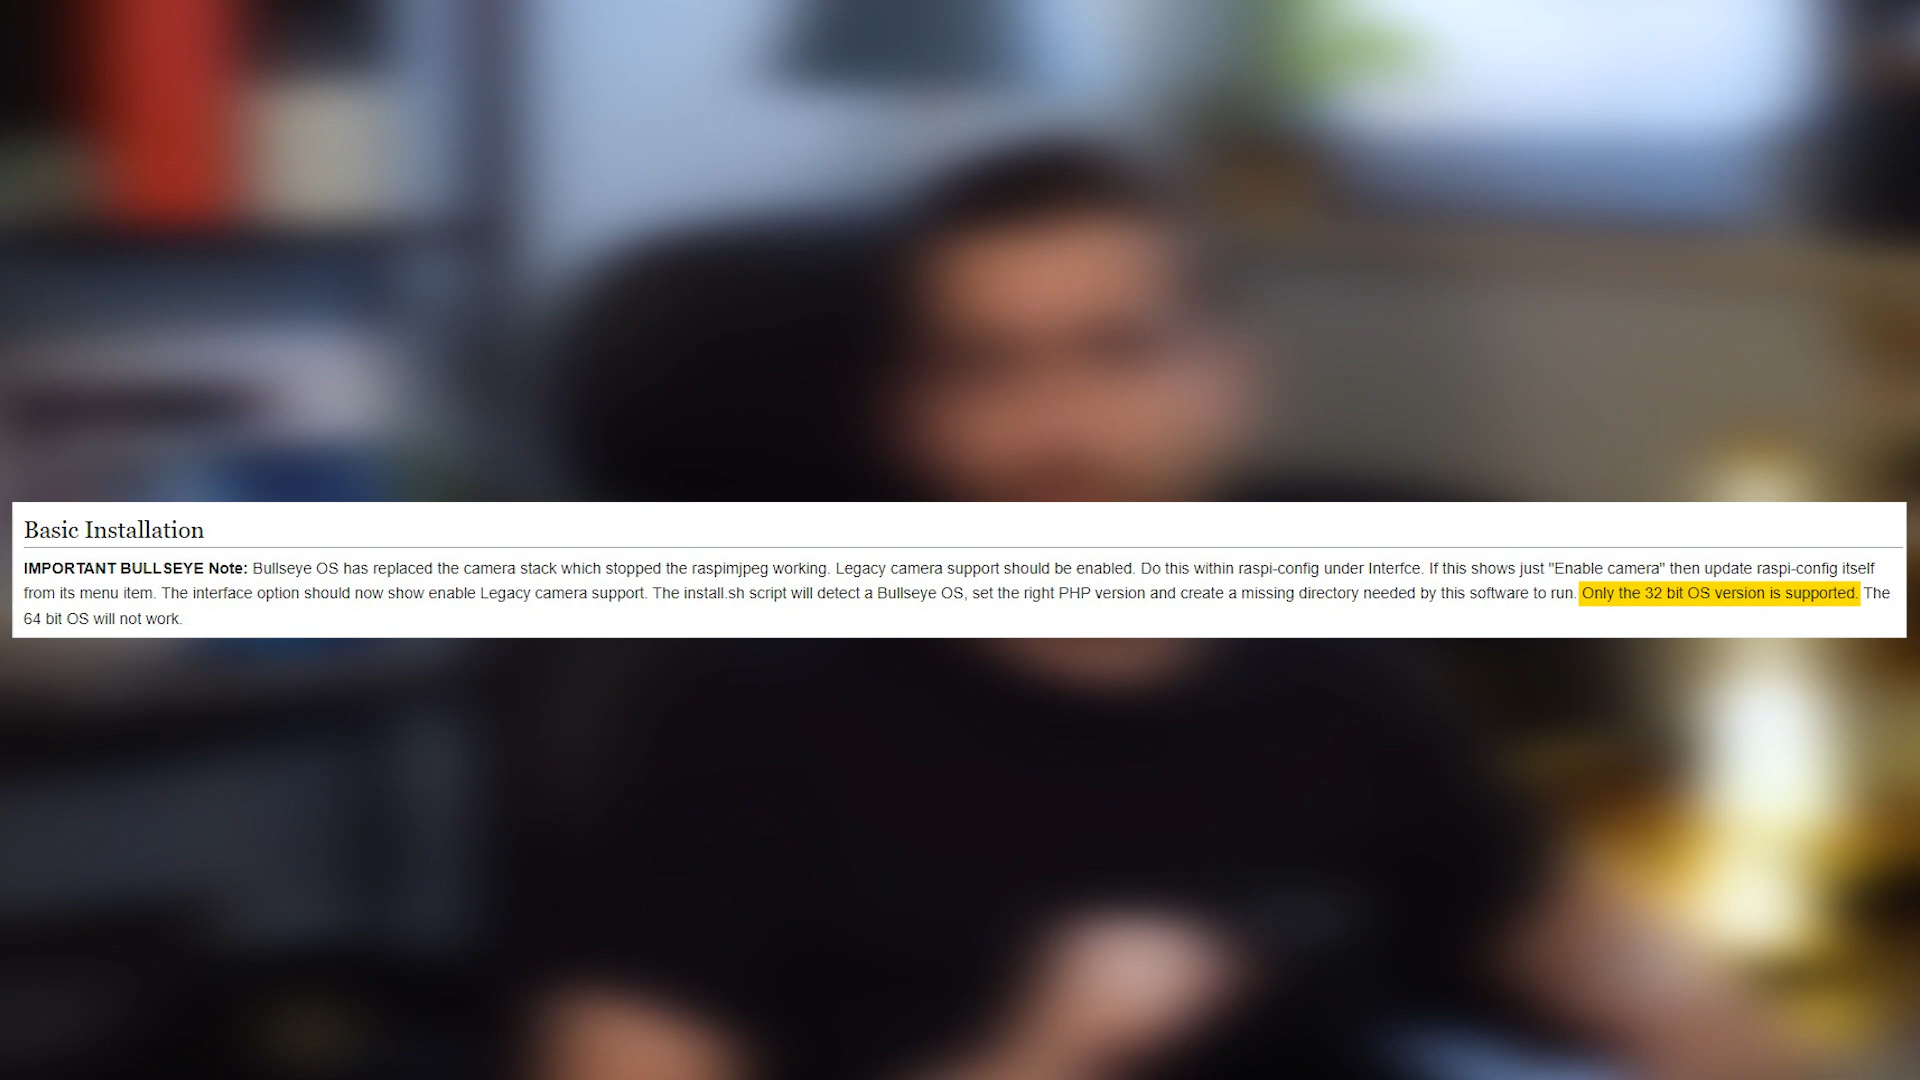 Basic Installation
IMPORTANT BULLSEYE Note: Bullseye OS has replaced the camera stack which stopped the raspimjpeg working. Legacy camera support should be enabled. Do this within raspi-config under Interfce. If this shows just "Enable camera" then update raspi-config itself
from its menu item. The interface option should now show enable Legacy camera support. The install.sh script will detect a Bullseye OS, set the right PHP version and create a missing directory needed by this software to run. Only the 32 bit OS version is supported. The
64 bit OS will not work.